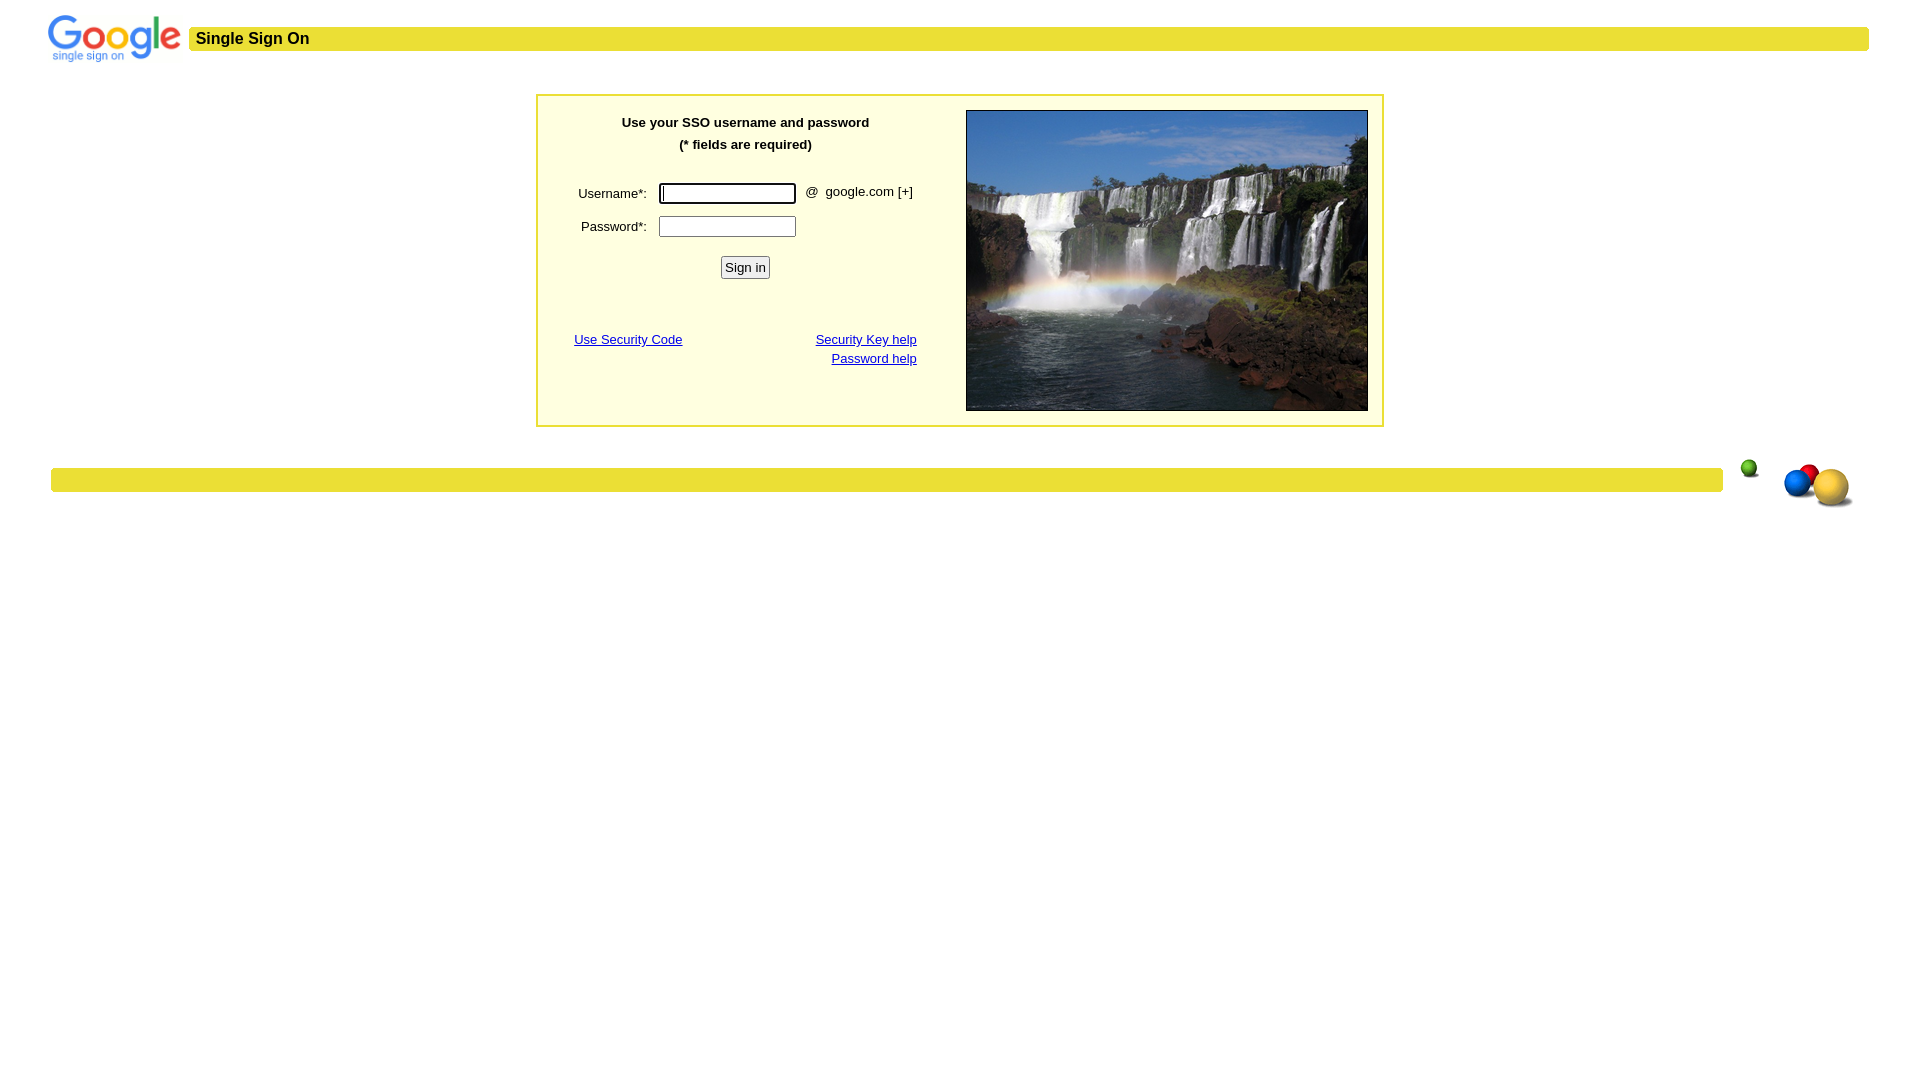 Google
single sign on
Single Sign On
Use your SSO username and password
(* fields are required)
Username*: @ google.com [+]
Password*:
Sign in
Use Security Code
Security Key help
Password help